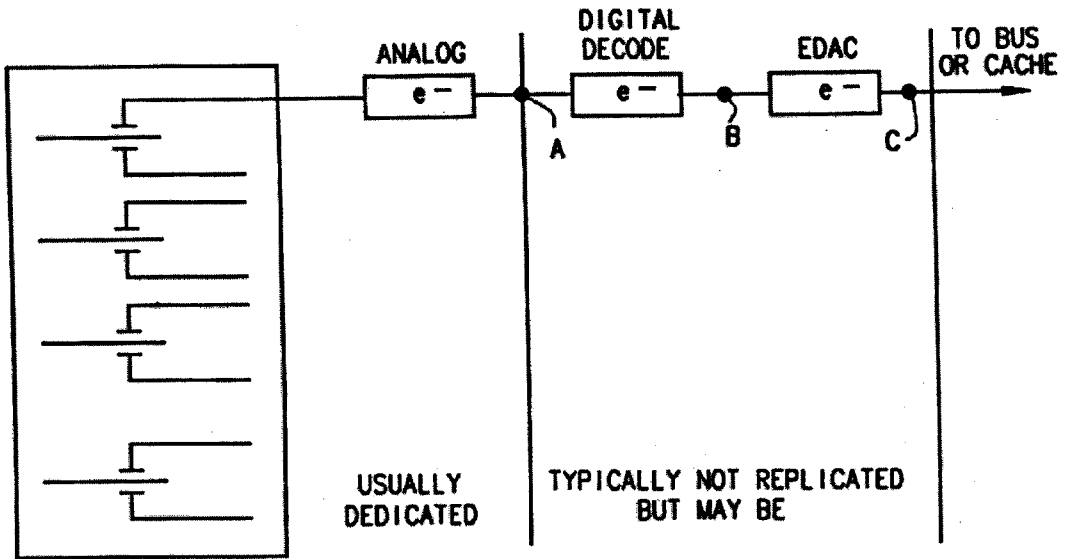 ANALOG
DIGITAL
DECODE
EDAC
TO BUS
OR CACHE
e−
e−
e−
A
B
C
USUALLY
DEDICATED
TYPICALLY NOT REPLICATED
BUT MAY BE